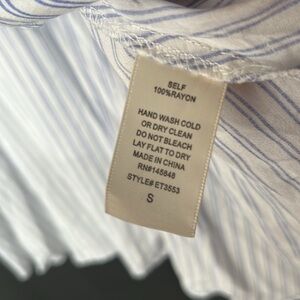 SELF
100%RAYON
HAND WASH COLD
OR DRY CLEAN
DO NOT BLEACH
LAY FLAT TO DRY
MADE IN CHINA
RN#145848
STYLE# ET3553
S